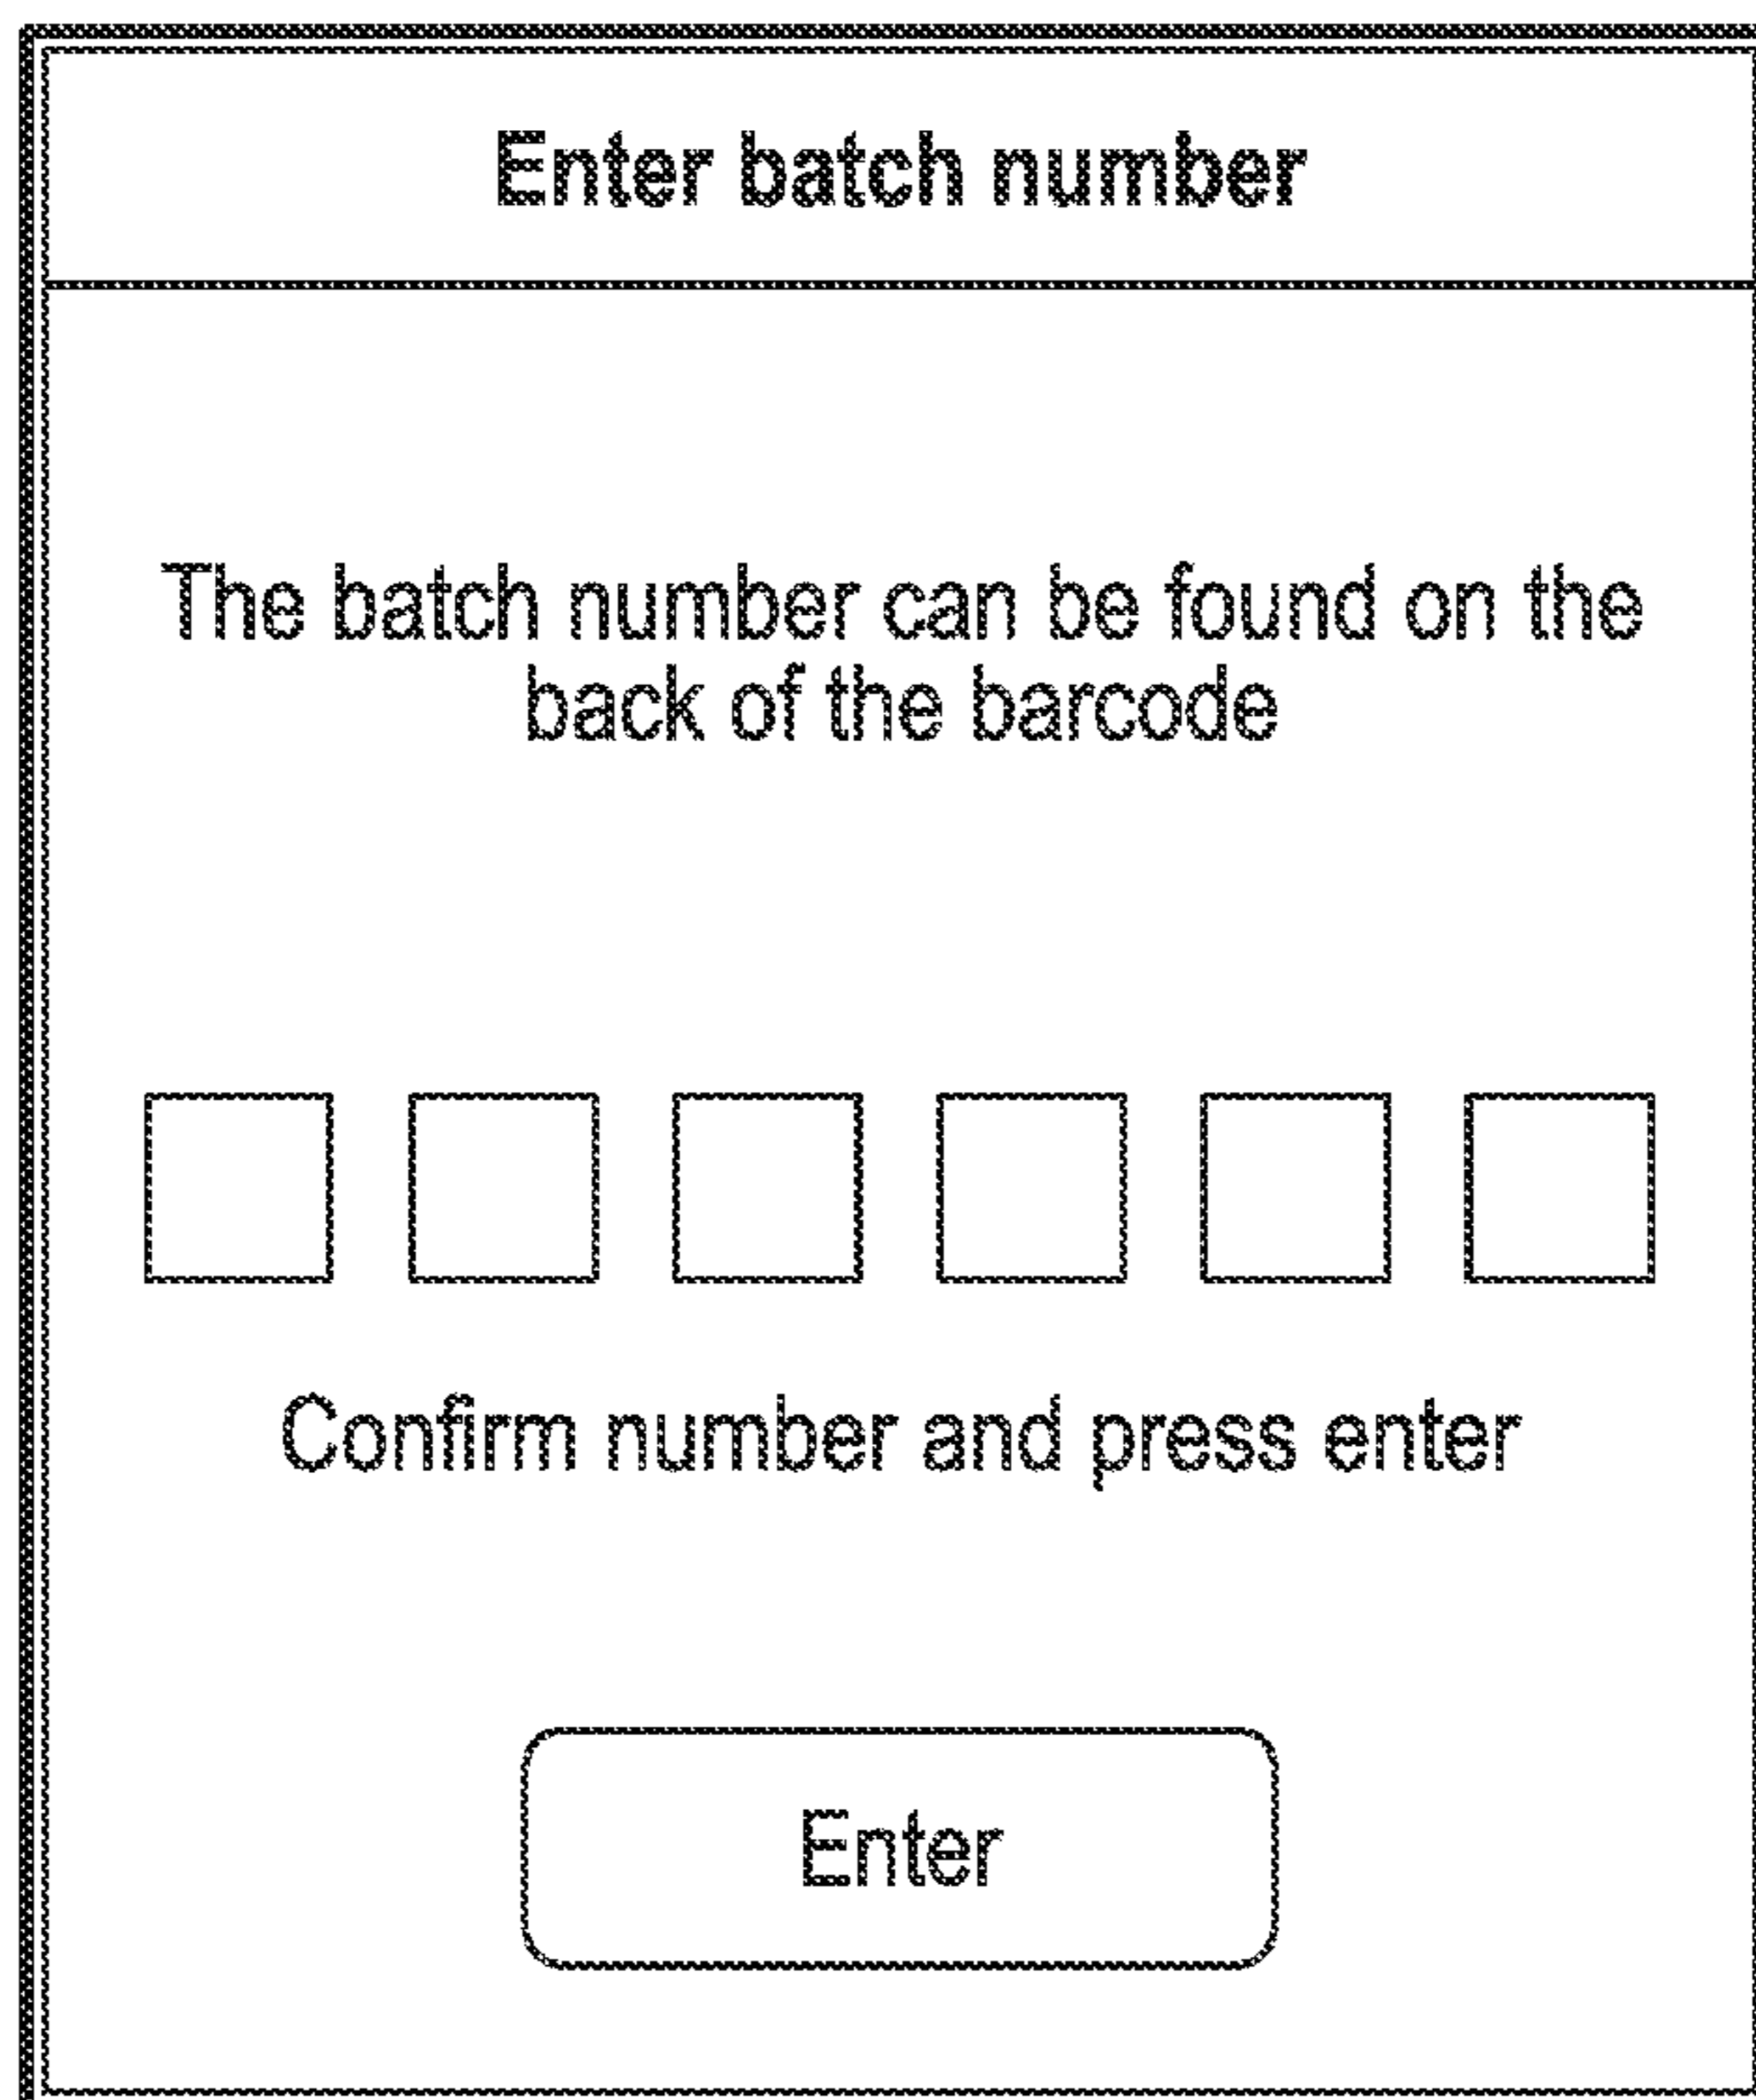 Enter batch number
The batch number can be found on the
back of the barcode
Confirm number and press enter
Enter